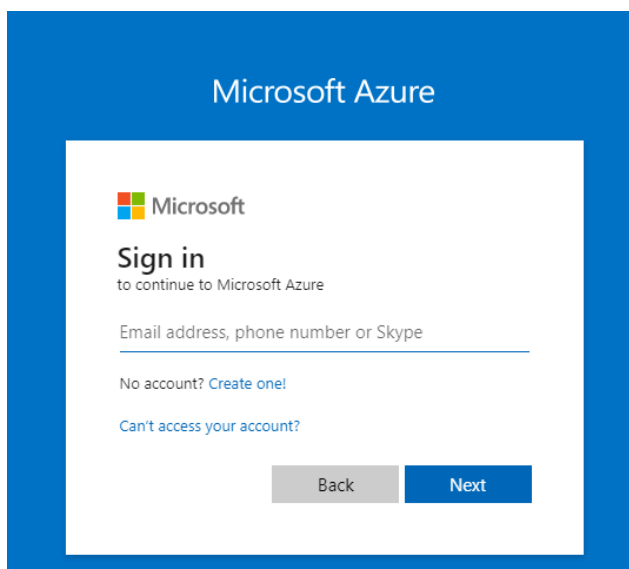 Microsoft Azure
Microsoft
Sign in
to continue to Microsoft Azure
Email address, phone number or Skype
No account? Create one!
Can't access your account?
Back
Next